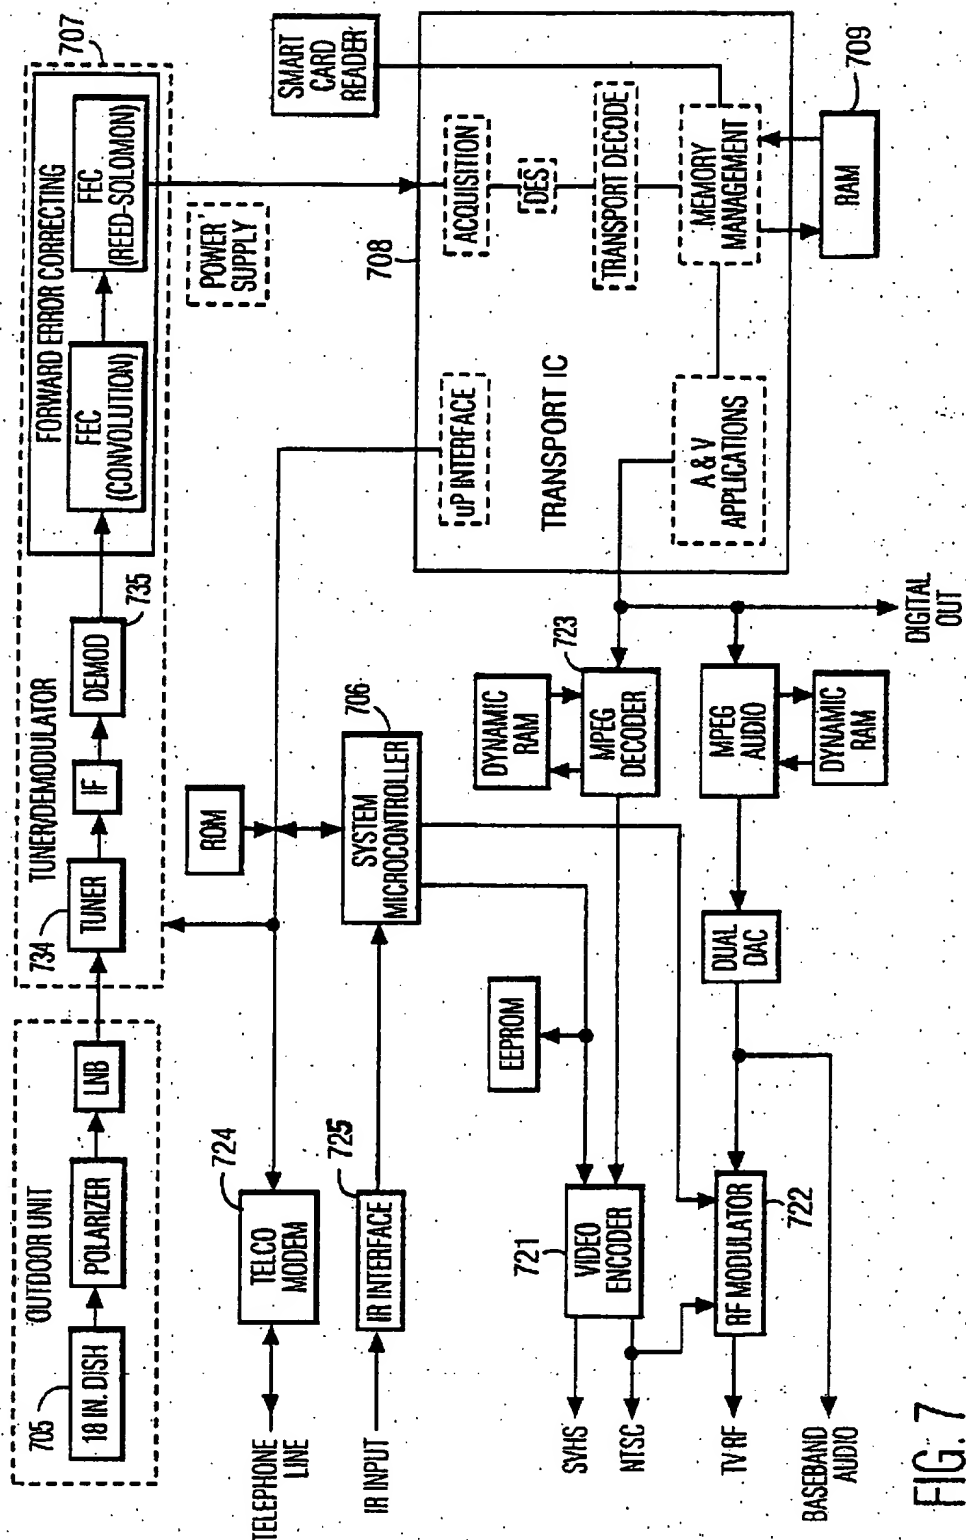 OUTDOOR UNIT
705
18 IN. DISH
POLARIZER
LNB
TUNER/DEMODULATOR
734
TUNER
IF
DEMOD
735
FORWARD ERROR CORRECTING
FEC
(CONVOLUTION)
FEC
(REED-SOLOMON)
707
POWER
SUPPLY
SMART
CARD
READER
TELEPHONE
LINE
724
TELCO
MODEM
ROM
IR INPUT
725
IR INTERFACE
SYSTEM
MICROCONTROLLER
706
708
uP INTERFACE
ACQUISITION
DES
TRANSPORT IC
TRANSPORT DECODE
A & V
APPLICATIONS
MEMORY
MANAGEMENT
RAM
709
EEPROM
DYNAMIC
RAM
723
MPEG
DECODER
SVHS
NTSC
721
VIDEO
ENCODER
TV RF
BASEBAND
AUDIO
RF MODULATOR
722
DUAL
DAC
MPEG
AUDIO
DYNAMIC
RAM
DIGITAL
OUT
FIG. 7